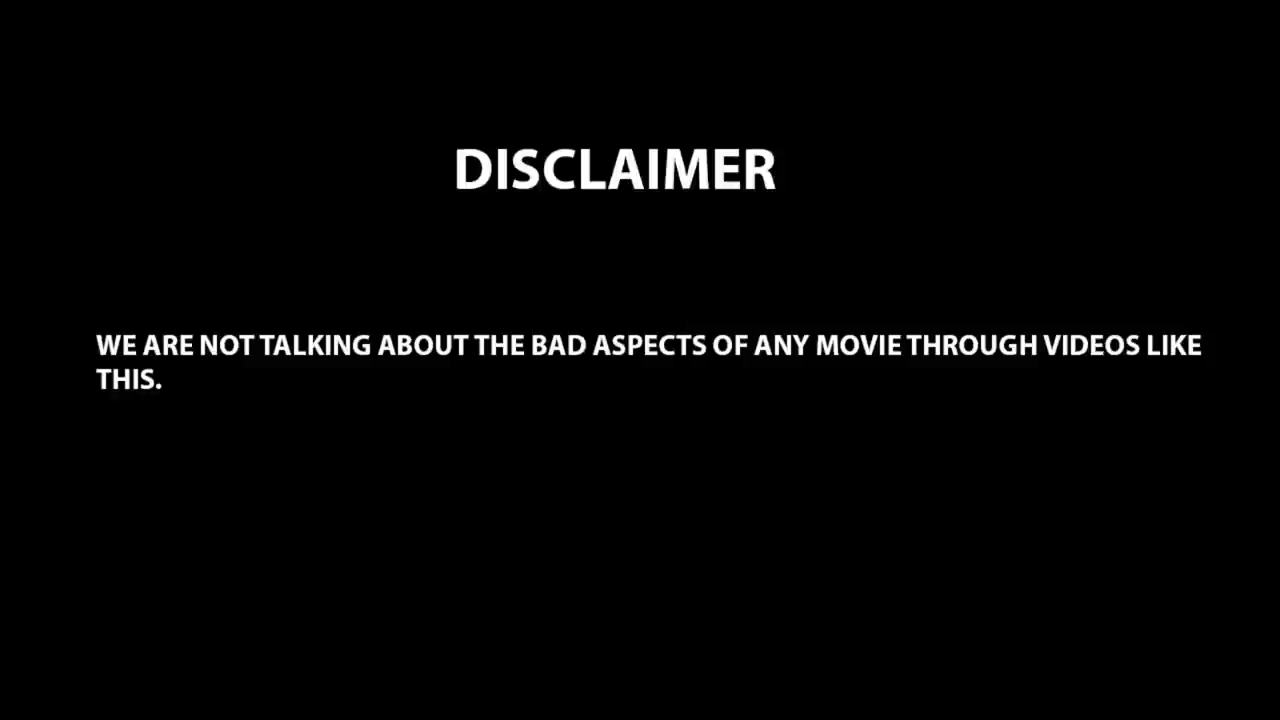 DISCLAIMER
WE ARE NOT TALKING ABOUT THE BAD ASPECTS OF ANY MOVIE THROUGH VIDEOS LIKE
THIS.